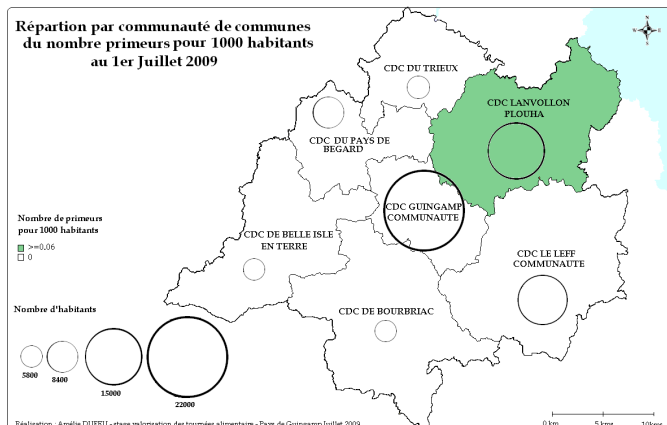 Répartion par communauté de communes
du nombre primeurs pour 1000 habitants
au 1er Juillet 2009
N
CDC DU TRIEUX
CDC LANVOLLON
PLOUHA
CDC DU PAYS DE
BEGARD
CDC GUINGAMP
COMMUNAUTE
CDC DE BELLE ISLE
EN TERRE
CDC LE LEFF
COMMUNAUTE
CDC DE BOURBRIAC
Nombre de primeurs
pour 1000 habitants
>=0,06
0
Nombre d'habitants
5800
8400
15000
22000
Réalisation : Amélie DUFEU - stage valorisation des tournées alimentaire - Pays de Guingamp Juillet 2009
0 kms 5 kms 10kms